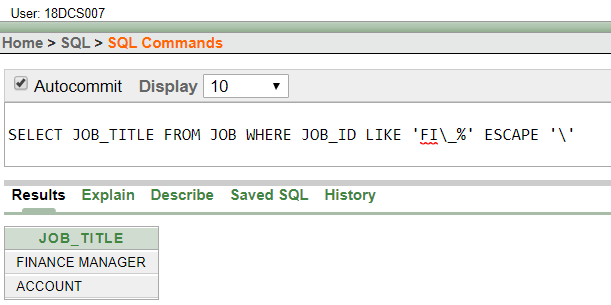 User: 18DCS007
Home > SQL > SQL Commands
Autocommit Display 10
SELECT JOB_TITLE FROM JOB WHERE JOB_ID LIKE 'FI\_%' ESCAPE '\'
Results Explain Describe Saved SQL History
JOB_TITLE
FINANCE MANAGER
ACCOUNT